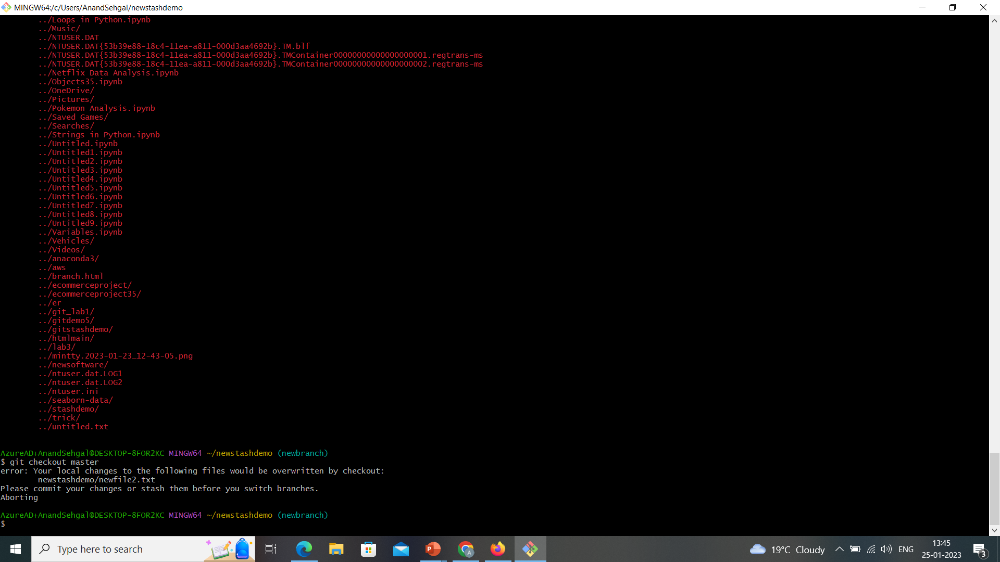 MINGW64:/c/Users/AnandSehgal/newstashdemo
../Loops in Python.ipynb
../Music/
../NTUSER.DAT
../NTUSER.DAT{53b39e88-18c4-11ea-a811-000d3aa4692b}.TM.blf
../NTUSER.DAT{53b39e88-18c4-11ea-a811-000d3aa4692b}.TMContainer00000000000000000001.regtrans-ms
../NTUSER.DAT{53b39e88-18c4-11ea-a811-000d3aa4692b}.TMContainer00000000000000000002.regtrans-ms
../Netflix Data Analysis.ipynb
../Objects35.ipynb
../OneDrive/
../Pictures/
../Pokemon Analysis.ipynb
../Saved Games/
../Searches/
../Strings in Python.ipynb
../Untitled.ipynb
../Untitled1.ipynb
../Untitled2.ipynb
../Untitled3.ipynb
../Untitled4.ipynb
../Untitled5.ipynb
../Untitled6.ipynb
../Untitled7.ipynb
../Untitled8.ipynb
../Untitled9.ipynb
../Variables.ipynb
../Vehicles/
../Videos/
../anaconda3/
../aws
../branch.html
../ecommerceproject/
../ecommerceproject35/
../er
../git_lab1/
../gitdemo5/
../gitstashdemo/
../htmlmain/
../lab3/
../mintty.2023-01-23_12-43-05.png
../newsoftware/
../ntuser.dat.LOG1
../ntuser.dat.LOG2
../ntuser.ini
../seaborn-data/
../stashdemo/
../trick/
../untitled.txt
AzureAD+AnandSehgal@DESKTOP-8FOR2KC MINGW64 ~/newstashdemo (newbranch)
$ git checkout master
error: Your local changes to the following files would be overwritten by checkout:
newstashdemo/newfile2.txt
Please commit your changes or stash them before you switch branches.
Aborting
AzureAD+AnandSehgal@DESKTOP-8FOR2KC MINGW64 ~/newstashdemo (newbranch)
$
Type here to search
19°C Cloudy
ENG
13:45
25-01-2023
3